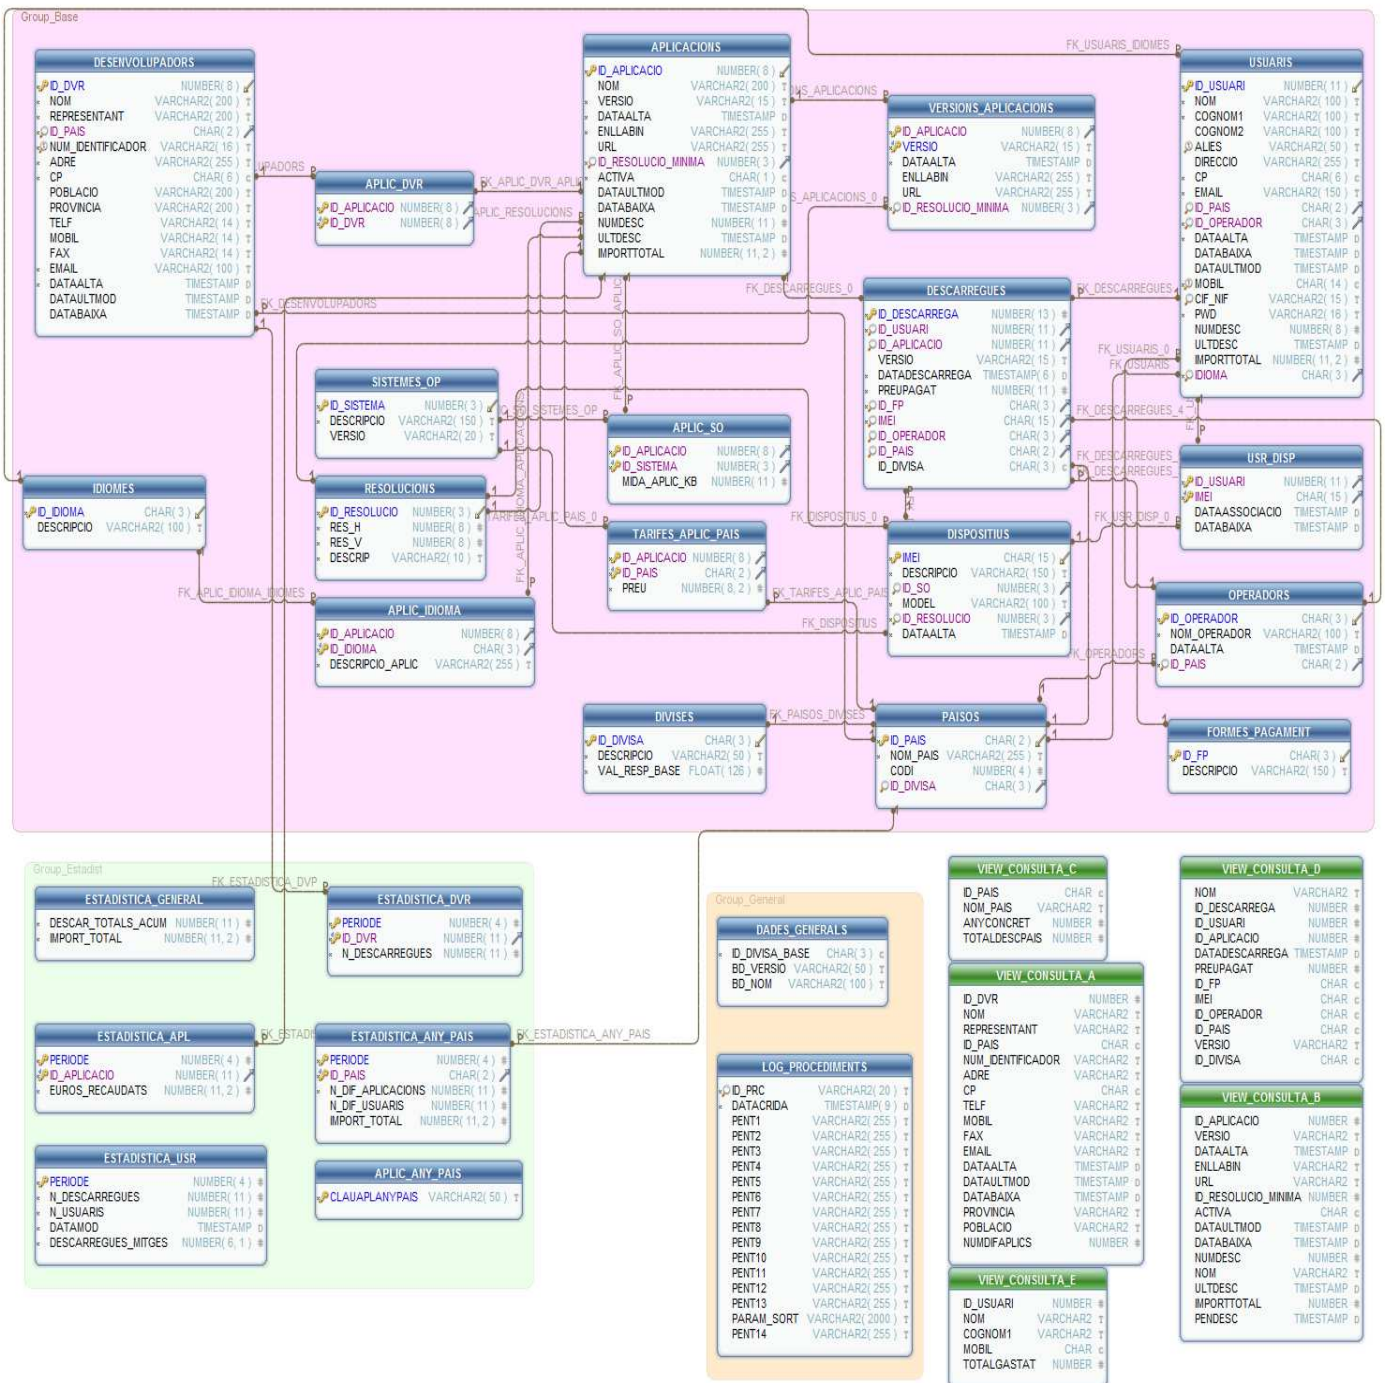 Group_Base
DESENVOLUPADORS
ID_DVR NUMBER( 8 )
NOM VARCHAR2( 200 ) T
REPRESENTANT VARCHAR2( 200 ) T
ID_PAIS CHAR( 2 )
NUM_IDENTIFICADOR VARCHAR2( 16 ) T
ADRE VARCHAR2( 255 ) T
CP CHAR( 6 ) c
POBLACIO VARCHAR2( 200 ) T
PROVINCIA VARCHAR2( 200 ) T
TELF VARCHAR2( 14 ) T
MOBIL VARCHAR2( 14 ) T
FAX VARCHAR2( 14 ) T
EMAIL VARCHAR2( 100 ) T
DATAALTA TIMESTAMP D
DATAULTMOD TIMESTAMP D
DATABAIXA TIMESTAMP D
APLICACIONS
ID_APLICACIO NUMBER( 8 )
NOM VARCHAR2( 200 ) T
VERSIO VARCHAR2( 15 ) T
DATAALTA TIMESTAMP D
ENLLABIN VARCHAR2( 255 ) T
URL VARCHAR2( 255 ) T
ID_RESOLUCIO_MINIMA NUMBER( 3 )
ACTIVA CHAR( 1 ) c
DATAULTMOD TIMESTAMP D
DATABAIXA TIMESTAMP D
NUMDESC NUMBER( 11 ) #
ULTDESC TIMESTAMP D
IMPORTTOTAL NUMBER( 11, 2 ) #
FK_USUARIS_IDIOMES
USUARIS
ID_USUARI NUMBER( 11 )
NOM VARCHAR2( 100 ) T
COGNOM1 VARCHAR2( 100 ) T
COGNOM2 VARCHAR2( 100 ) T
ALIES VARCHAR2( 50 ) T
DIRECCIO VARCHAR2( 255 ) T
CP CHAR( 6 ) c
EMAIL VARCHAR2( 150 ) T
ID_PAIS CHAR( 2 )
ID_OPERADOR CHAR( 3 )
DATAALTA TIMESTAMP D
DATABAIXA TIMESTAMP D
DATAULTMOD TIMESTAMP D
MOBIL CHAR( 14 ) c
CIF_NIF VARCHAR2( 15 ) T
PWD VARCHAR2( 16 ) T
NUMDESC NUMBER( 8 ) #
ULTDESC TIMESTAMP D
IMPORTTOTAL NUMBER( 11, 2 ) #
IDIOMA CHAR( 3 )
NS_APLICACIONS
VERSIONS_APLICACIONS
ID_APLICACIO NUMBER( 8 )
VERSIO VARCHAR2( 15 ) T
DATAALTA TIMESTAMP D
ENLLABIN VARCHAR2( 255 ) T
URL VARCHAR2( 255 ) T
ID_RESOLUCIO_MINIMA NUMBER( 3 )
S_APLICACIONS_0
UPADORS
APLIC_DVR
ID_APLICACIO NUMBER( 8 )
ID_DVR NUMBER( 8 )
FK_APLIC_DVR_APLIC
APLIC_RESOLUCIONS
FK_DESENVOLUPADORS
FK_DESCARREGUES_0
DESCARREGUES
ID_DESCARREGA NUMBER( 13 ) #
ID_USUARI NUMBER( 11 )
ID_APLICACIO NUMBER( 11 )
VERSIO VARCHAR2( 15 ) T
DATADESCARREGA TIMESTAMP( 6 ) D
PREUPAGAT NUMBER( 11 ) #
ID_FP CHAR( 3 )
IMEI CHAR( 15 )
ID_OPERADOR CHAR( 3 )
ID_PAIS CHAR( 2 )
ID_DIVISA CHAR( 3 ) c
FK_DESCARREGUES
FK_USUARIS_0
FK_USUARIS
FK_DESCARREGUES_4
FK_DESCARREGUES_
DESCARREGUES_
FK_APLIC_SO_APLIC
SISTEMES_OP
ID_SISTEMA NUMBER( 3 )
DESCRIPCIO VARCHAR2( 150 ) T
VERSIO VARCHAR2( 20 ) T
SO_SISTEMES_OP
APLIC_SO
ID_APLICACIO NUMBER( 8 )
ID_SISTEMA NUMBER( 3 )
MIDA_APLIC_KB NUMBER( 11 ) #
USR_DISP
ID_USUARI NUMBER( 11 )
IMEI CHAR( 15 )
DATAASSOCIACIO TIMESTAMP D
DATABAIXA TIMESTAMP D
FK_USR_DISP_0
IDIOMES
ID_IDIOMA CHAR( 3 )
DESCRIPCIO VARCHAR2( 100 ) T
RESOLUCIONS
ID_RESOLUCIO NUMBER( 3 )
RES_H NUMBER( 8 ) #
RES_V NUMBER( 8 ) #
DESCRIP VARCHAR2( 10 ) T
TARIFES_APLIC_PAIS_0
TARIFES_APLIC_PAIS
ID_APLICACIO NUMBER( 8 )
ID_PAIS CHAR( 2 )
PREU NUMBER( 8, 2 ) #
FK_TARIFES_APLIC_PAIS
FK_DISPOSITIUS_0
DISPOSITIUS
IMEI CHAR( 15 )
DESCRIPCIO VARCHAR2( 150 ) T
ID_SO NUMBER( 3 )
MODEL VARCHAR2( 100 ) T
ID_RESOLUCIO NUMBER( 3 )
DATAALTA TIMESTAMP D
FK_DISPOSITIUS
OPERADORS
ID_OPERADOR CHAR( 3 )
NOM_OPERADOR VARCHAR2( 100 ) T
DATAALTA TIMESTAMP D
ID_PAIS CHAR( 2 )
FK_OPERADORS
FK_APLIC_IDIOMA_IDIOMES
APLIC_IDIOMA
ID_APLICACIO NUMBER( 8 )
ID_IDIOMA CHAR( 3 )
DESCRIPCIO_APLIC VARCHAR2( 255 ) T
FK_APLIC_IDIOMA_APLICACIONS
DIVISES
ID_DIVISA CHAR( 3 )
DESCRIPCIO VARCHAR2( 50 ) T
VAL_RESP_BASE FLOAT( 126 ) #
FK_PAISOS_DIVISES
PAISOS
ID_PAIS CHAR( 2 )
NOM_PAIS VARCHAR2( 255 ) T
CODI NUMBER( 4 ) #
ID_DIVISA CHAR( 3 )
FORMES_PAGAMENT
ID_FP CHAR( 3 )
DESCRIPCIO VARCHAR2( 150 ) T
Group_Estadist
FK_ESTADISTICA_DVP
ESTADISTICA_GENERAL
DESCAR_TOTALS_ACUM NUMBER( 11 ) #
IMPORT_TOTAL NUMBER( 11, 2 ) #
ESTADISTICA_DVR
PERIODE NUMBER( 4 ) #
ID_DVR NUMBER( 11 )
N_DESCARREGUES NUMBER( 11 ) #
ESTADISTICA_APL
PERIODE NUMBER( 4 ) #
ID_APLICACIO NUMBER( 11 )
EUROS_RECAUDATS NUMBER( 11, 2 ) #
FK_ESTADIS
ESTADISTICA_ANY_PAIS
PERIODE NUMBER( 4 ) #
ID_PAIS CHAR( 2 )
N_DIF_APLICACIONS NUMBER( 11 ) #
N_DIF_USUARIS NUMBER( 11 ) #
IMPORT_TOTAL NUMBER( 11, 2 ) #
FK_ESTADISTICA_ANY_PAIS
ESTADISTICA_USR
PERIODE NUMBER( 4 ) #
N_DESCARREGUES NUMBER( 11 ) #
N_USUARIS NUMBER( 11 ) #
DATAMOD TIMESTAMP D
DESCARREGUES_MITGES NUMBER( 6, 1 ) #
APLIC_ANY_PAIS
CLAUAPLANYPAIS VARCHAR2( 50 ) T
Group_General
DADES_GENERALS
ID_DIVISA_BASE CHAR( 3 ) c
BD_VERSIO VARCHAR2( 50 ) T
BD_NOM VARCHAR2( 100 ) T
LOG_PROCEDIMENTS
ID_PRC VARCHAR2( 20 ) T
DATACRIDA TIMESTAMP( 9 ) D
PENT1 VARCHAR2( 255 ) T
PENT2 VARCHAR2( 255 ) T
PENT3 VARCHAR2( 255 ) T
PENT4 VARCHAR2( 255 ) T
PENT5 VARCHAR2( 255 ) T
PENT6 VARCHAR2( 255 ) T
PENT7 VARCHAR2( 255 ) T
PENT8 VARCHAR2( 255 ) T
PENT9 VARCHAR2( 255 ) T
PENT10 VARCHAR2( 255 ) T
PENT11 VARCHAR2( 255 ) T
PENT12 VARCHAR2( 255 ) T
PENT13 VARCHAR2( 255 ) T
PARAM_SORT VARCHAR2( 2000 ) T
PENT14 VARCHAR2( 255 ) T
VIEW_CONSULTA_C
ID_PAIS CHAR c
NOM_PAIS VARCHAR2 T
ANYCONCRET NUMBER #
TOTALDESCPAIS NUMBER #
VIEW_CONSULTA_A
ID_DVR NUMBER #
NOM VARCHAR2 T
REPRESENTANT VARCHAR2 T
ID_PAIS CHAR c
NUM_IDENTIFICADOR VARCHAR2 T
ADRE VARCHAR2 T
CP CHAR c
TELF VARCHAR2 T
MOBIL VARCHAR2 T
FAX VARCHAR2 T
EMAIL VARCHAR2 T
DATAALTA TIMESTAMP D
DATAULTMOD TIMESTAMP D
DATABAIXA TIMESTAMP D
PROVINCIA VARCHAR2 T
POBLACIO VARCHAR2 T
NUMDIFAPLICS NUMBER #
VIEW_CONSULTA_E
ID_USUARI NUMBER #
NOM VARCHAR2 T
COGNOM1 VARCHAR2 T
MOBIL CHAR c
TOTALGASTAT NUMBER #
VIEW_CONSULTA_D
NOM VARCHAR2 T
ID_DESCARREGA NUMBER #
ID_USUARI NUMBER #
ID_APLICACIO NUMBER #
DATADESCARREGA TIMESTAMP D
PREUPAGAT NUMBER #
ID_FP CHAR c
IMEI CHAR c
ID_OPERADOR CHAR c
ID_PAIS CHAR c
VERSIO VARCHAR2 T
ID_DIVISA CHAR c
VIEW_CONSULTA_B
ID_APLICACIO NUMBER #
VERSIO VARCHAR2 T
DATAALTA TIMESTAMP D
ENLLABIN VARCHAR2 T
URL VARCHAR2 T
ID_RESOLUCIO_MINIMA NUMBER #
ACTIVA CHAR c
DATAULTMOD TIMESTAMP D
DATABAIXA TIMESTAMP D
NUMDESC NUMBER #
NOM VARCHAR2 T
ULTDESC TIMESTAMP D
IMPORTTOTAL NUMBER #
PENDESC TIMESTAMP D